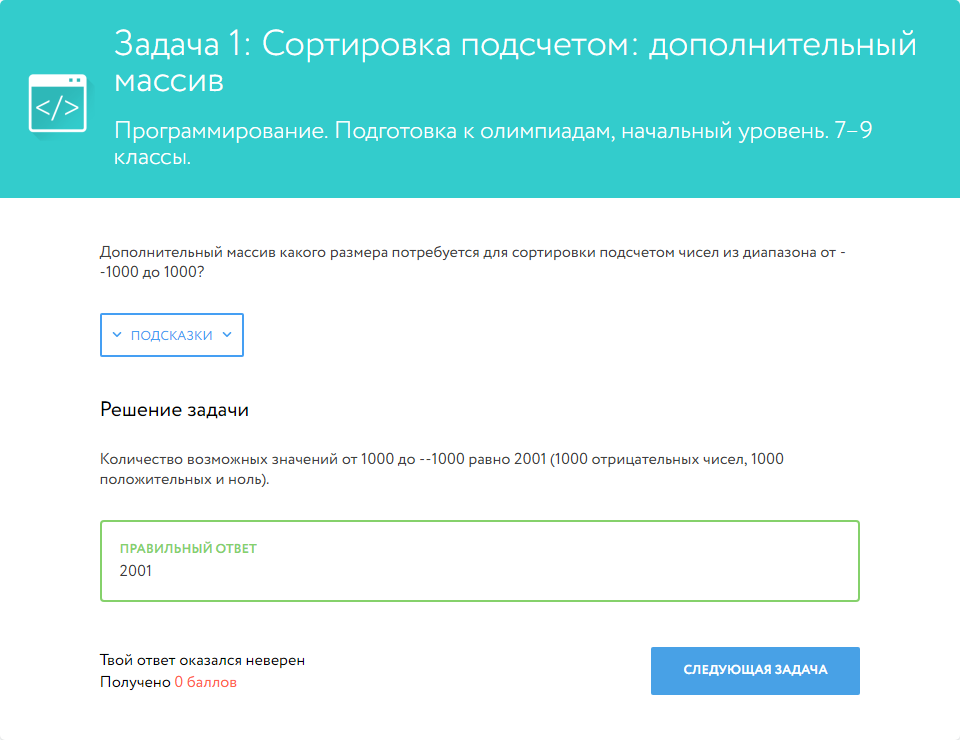 Задача 1: Сортировка подсчетом: дополнительный
массив
</>
Программирование. Подготовка к олимпиадам, начальный уровень. 7–9
классы.
Дополнительный массив какого размера потребуется для сортировки подсчетом чисел из диапазона от -
-1000 до 1000?
ПОДСКАЗКИ
Решение задачи
Количество возможных значений от 1000 до --1000 равно 2001 (1000 отрицательных чисел, 1000
положительных и ноль).
ПРАВИЛЬНЫЙ ОТВЕТ
2001
Твой ответ оказался неверен
Получено 0 баллов
СЛЕДУЮЩАЯ ЗАДАЧА